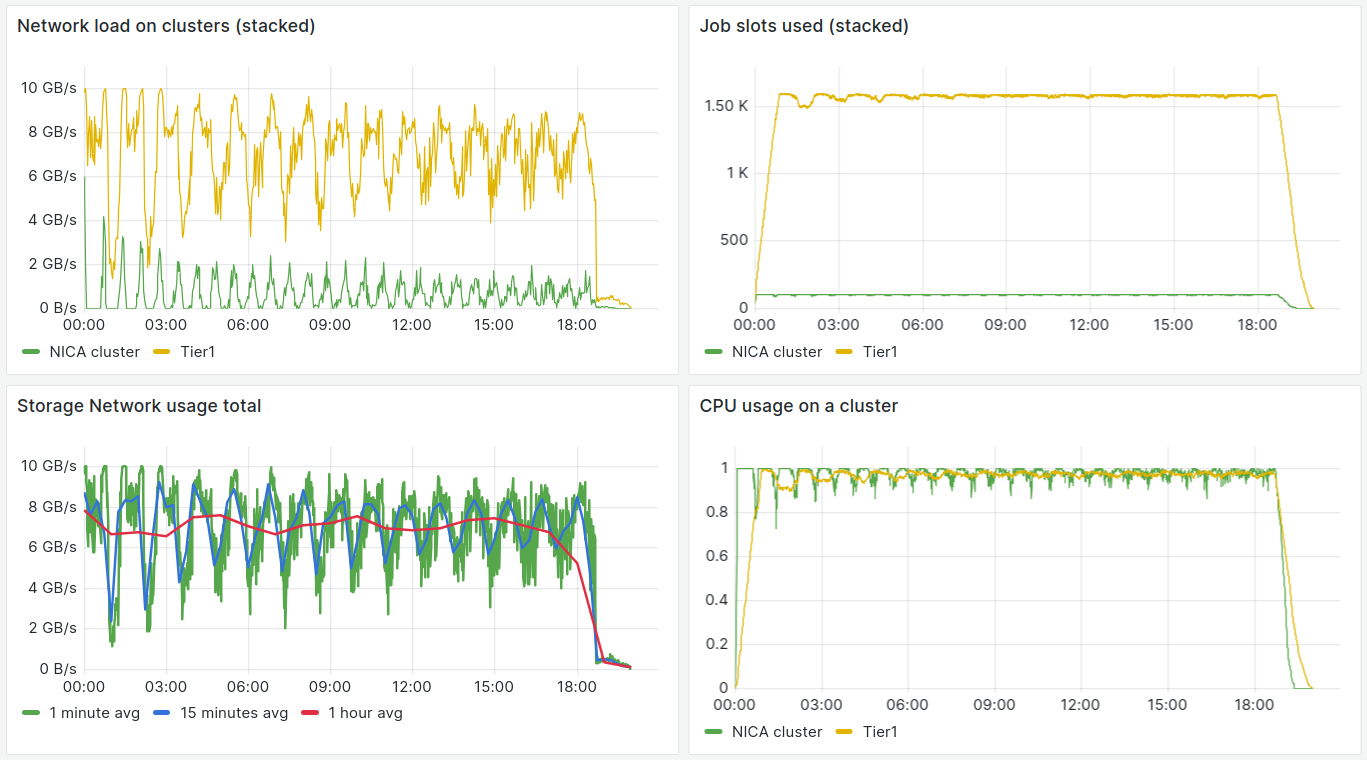 Network load on clusters (stacked)
10 GB/s
8 GB/s
6 GB/s
4 GB/s
2 GB/s
0 B/s
00:00 03:00 06:00 09:00 12:00 15:00 18:00
NICA cluster Tier1
Job slots used (stacked)
1.50 K
1 K
500
0
00:00 03:00 06:00 09:00 12:00 15:00 18:00
NICA cluster Tier1
Storage Network usage total
10 GB/s
8 GB/s
6 GB/s
4 GB/s
2 GB/s
0 B/s
00:00 03:00 06:00 09:00 12:00 15:00 18:00
1 minute avg 15 minutes avg 1 hour avg
CPU usage on a cluster
1
0.8
0.6
0.4
0.2
0
00:00 03:00 06:00 09:00 12:00 15:00 18:00
NICA cluster Tier1